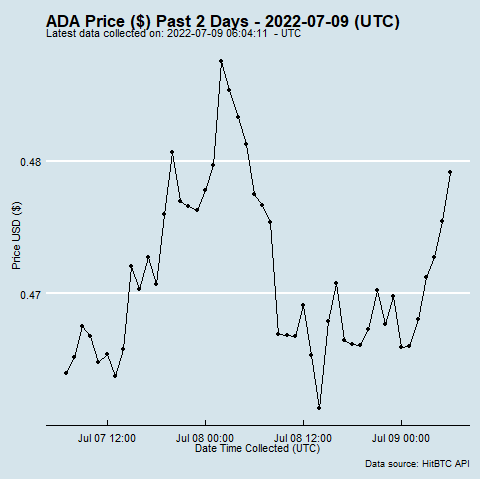 ADA Price ($) Past 2 Days - 2022-07-09 (UTC)
Latest data collected on: 2022-07-09 06:04:11 - UTC
Price USD ($)
0.48
0.47
Jul 07 12:00 Jul 08 00:00 Jul 08 12:00 Jul 09 00:00
Date Time Collected (UTC)
Data source: HitBTC API